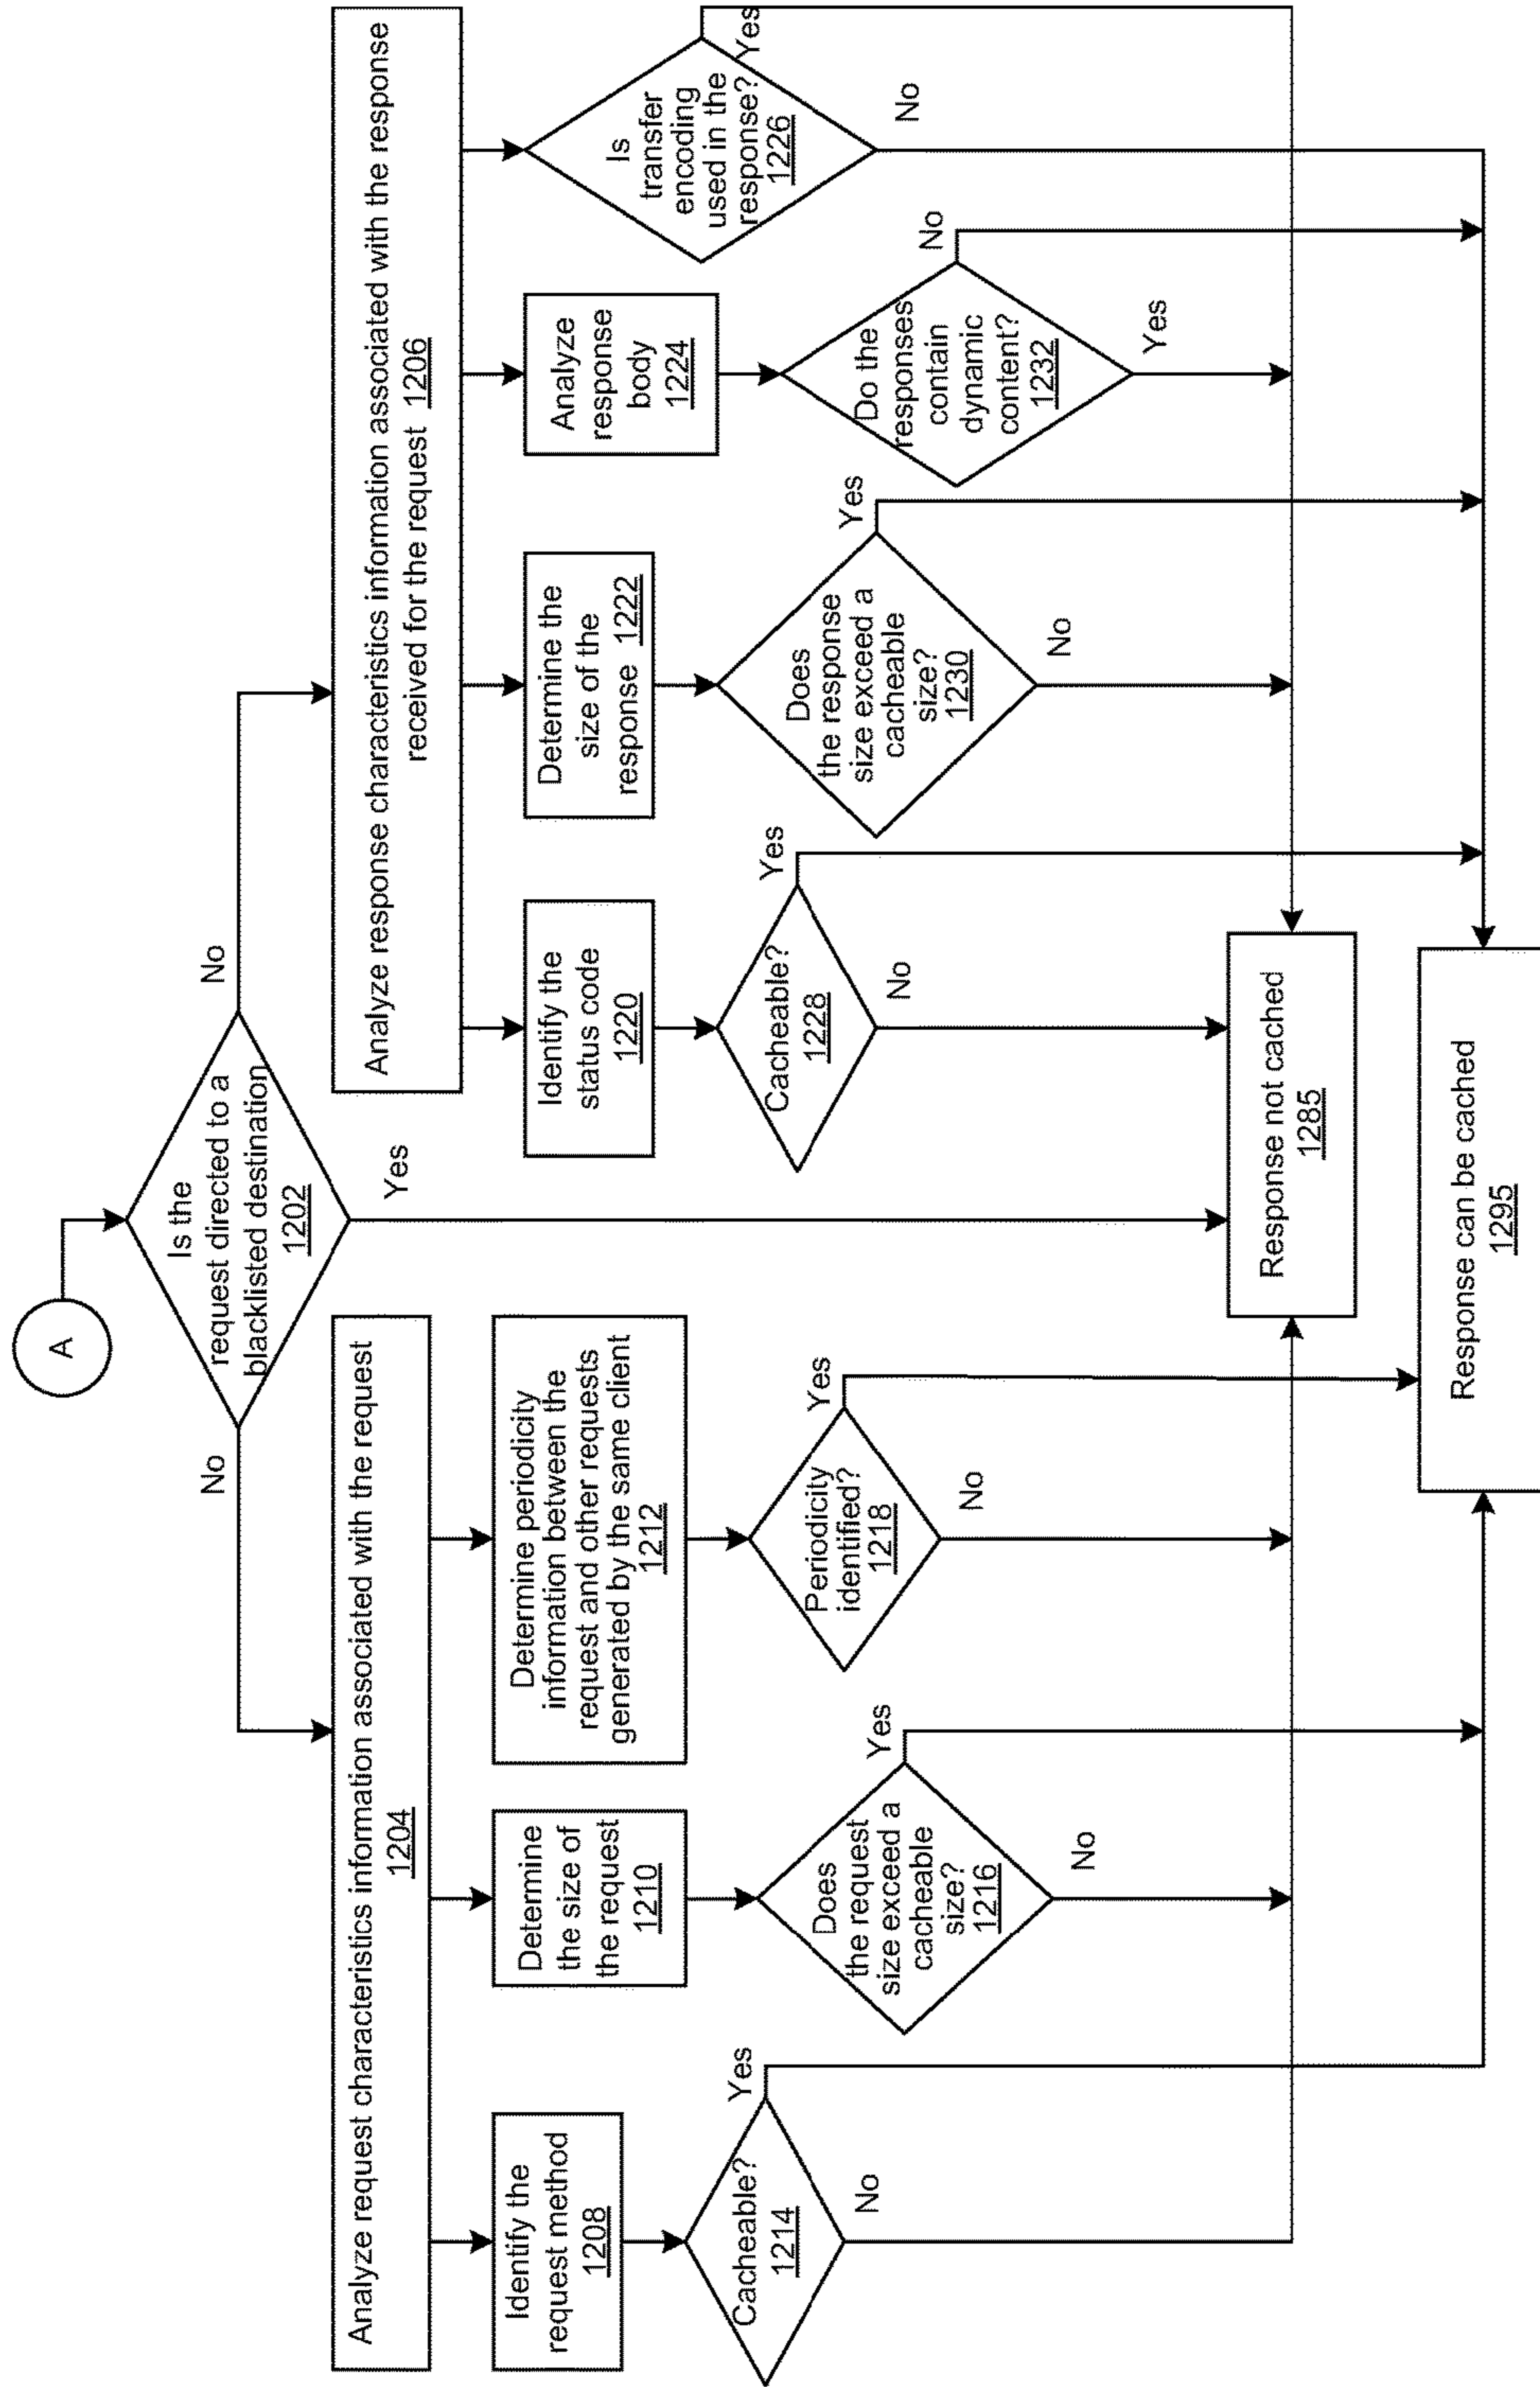 A
Is the
request directed to a
blacklisted destination
1202
No
No
Yes
Analyze request characteristics information associated with the request
1204
Analyze response characteristics information associated with the response
received for the request 1206
Identify the
request method
1208
Determine
the size of
the request
1210
Determine periodicity
information between the
request and other requests
generated by the same client
1212
Identify the
status code
1220
Determine the
size of the
response 1222
Analyze
response
body
1224
Is
transfer
encoding
used in the
response?
1226
Yes
No
Cacheable?
1214
Yes
No
Does
the request
size exceed a
cacheable
size?
1216
Yes
No
Periodicity
identified?
1218
Yes
No
Cacheable?
1228
Yes
No
Does
the response
size exceed a
cacheable
size?
1230
Yes
No
Do the
responses
contain
dynamic
content?
1232
No
Yes
Response not cached
1285
Response can be cached
1295